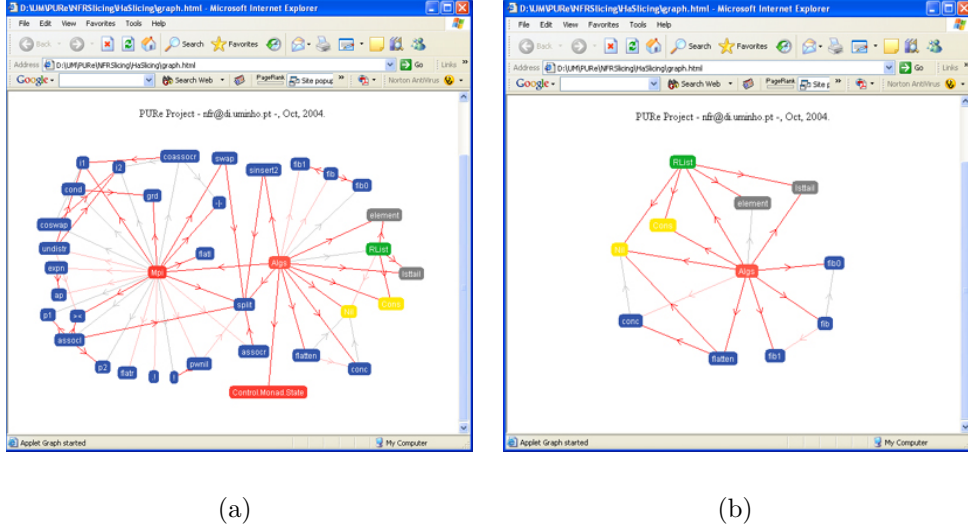 D:\UM\PURe\NFRSlicing\HaSlicing\graph.html - Microsoft Internet Explorer
File Edit View Favorites Tools Help
Back Search Favorites
Address D:\UM\PURe\NFRSlicing\HaSlicing\graph.html Go Links »
Google Search Web PageRank Site popup » Norton AntiVirus
PURe Project - nfr@di.uminho.pt -, Oct, 2004.
i1
i2
coassocr
swap
sinsert2
fib1
fib
fib0
cond
grd
-|-
element
coswap
undistr
flatl
RList
expn
Mpi
Algs
lsttail
ap
split
Nil
Cons
p1
><
assocl
assocr
flatten
conc
p2
flatr
.!
!
pwnil
Control.Monad.State
Applet Graph started My Computer
(a)
D:\UM\PURe\NFRSlicing\HaSlicing\graph.html - Microsoft Internet Explorer
File Edit View Favorites Tools Help
Back Search Favorites
Address D:\UM\PURe\NFRSlicing\HaSlicing\graph.html Go Links »
Google Search Web PageRank Site p » Norton AntiVirus
PURe Project - nfr@di.uminho.pt -, Oct, 2004.
RList
lsttail
element
Cons
Nil
Algs
fib0
conc
fib
flatten
fib1
Applet Graph started My Computer
(b)